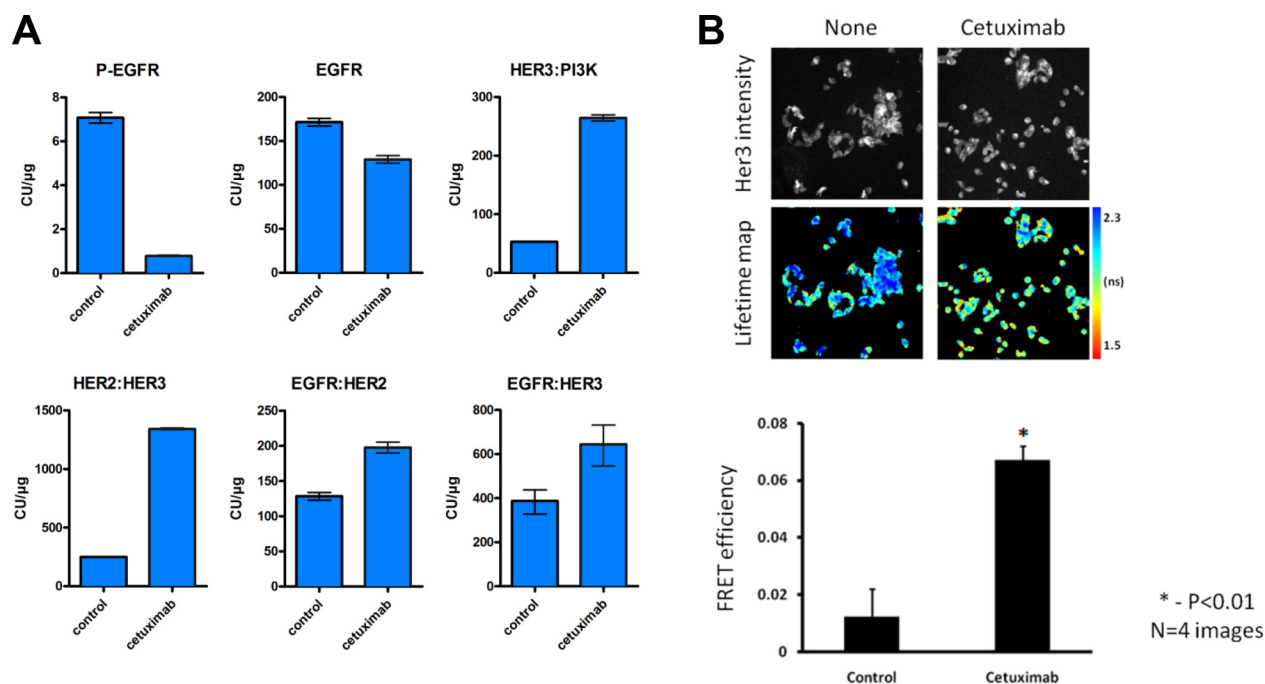 A
P-EGFR
CU/µg
8
6
4
2
0
control
cetuximab
EGFR
CU/µg
200
150
100
50
0
control
cetuximab
HER3:PI3K
CU/µg
300
200
100
0
control
cetuximab
HER2:HER3
CU/µg
1500
1000
500
0
control
cetuximab
EGFR:HER2
CU/µg
250
200
150
100
50
0
control
cetuximab
EGFR:HER3
CU/µg
800
600
400
200
0
control
cetuximab
B
None
Cetuximab
Her3 intensity
Lifetime map
2.3
(ns)
1.5
FRET efficiency
0.08
0.06
0.04
0.02
0
*
Control
Cetuximab
* - P<0.01
N=4 images